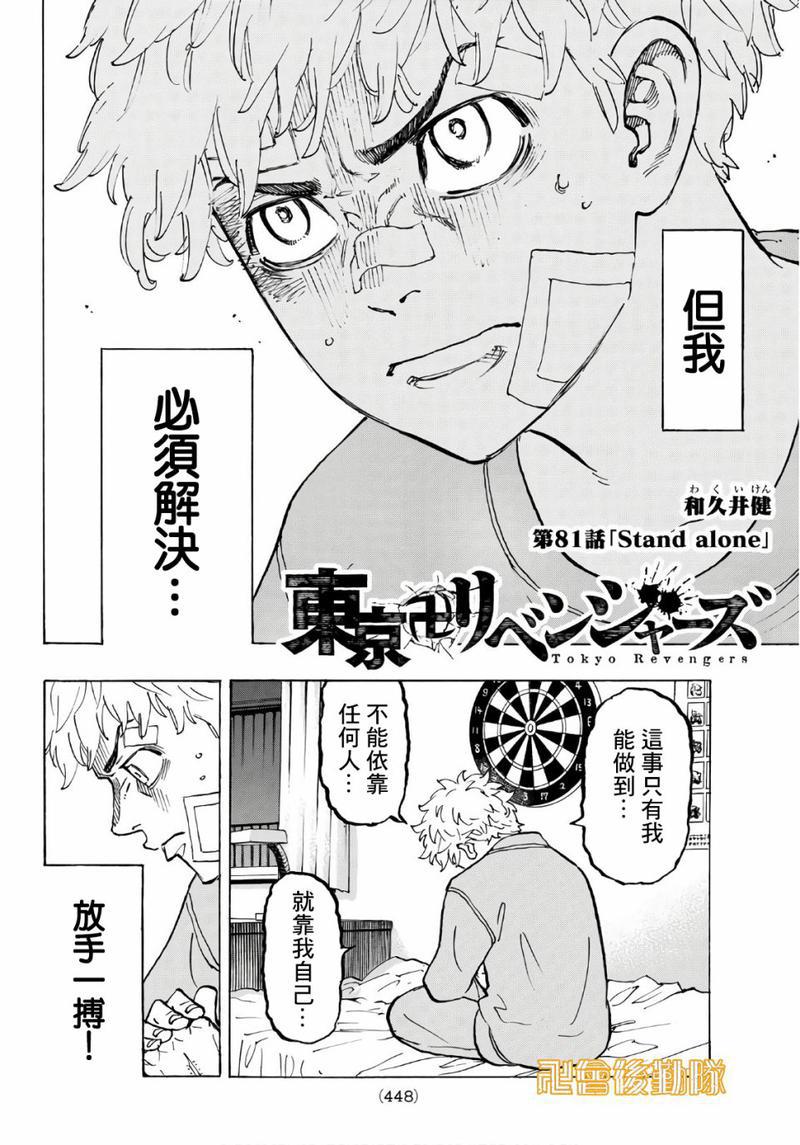 但我
必須解決…
わくいけん
和久井健
第81話「Stand alone」
東京卍リベンジャーズ
Tokyo Revengers
這事只有我
能做到…
不能依靠
任何人…
就靠我自己…
放手一搏！
卍會後勤隊
(448)